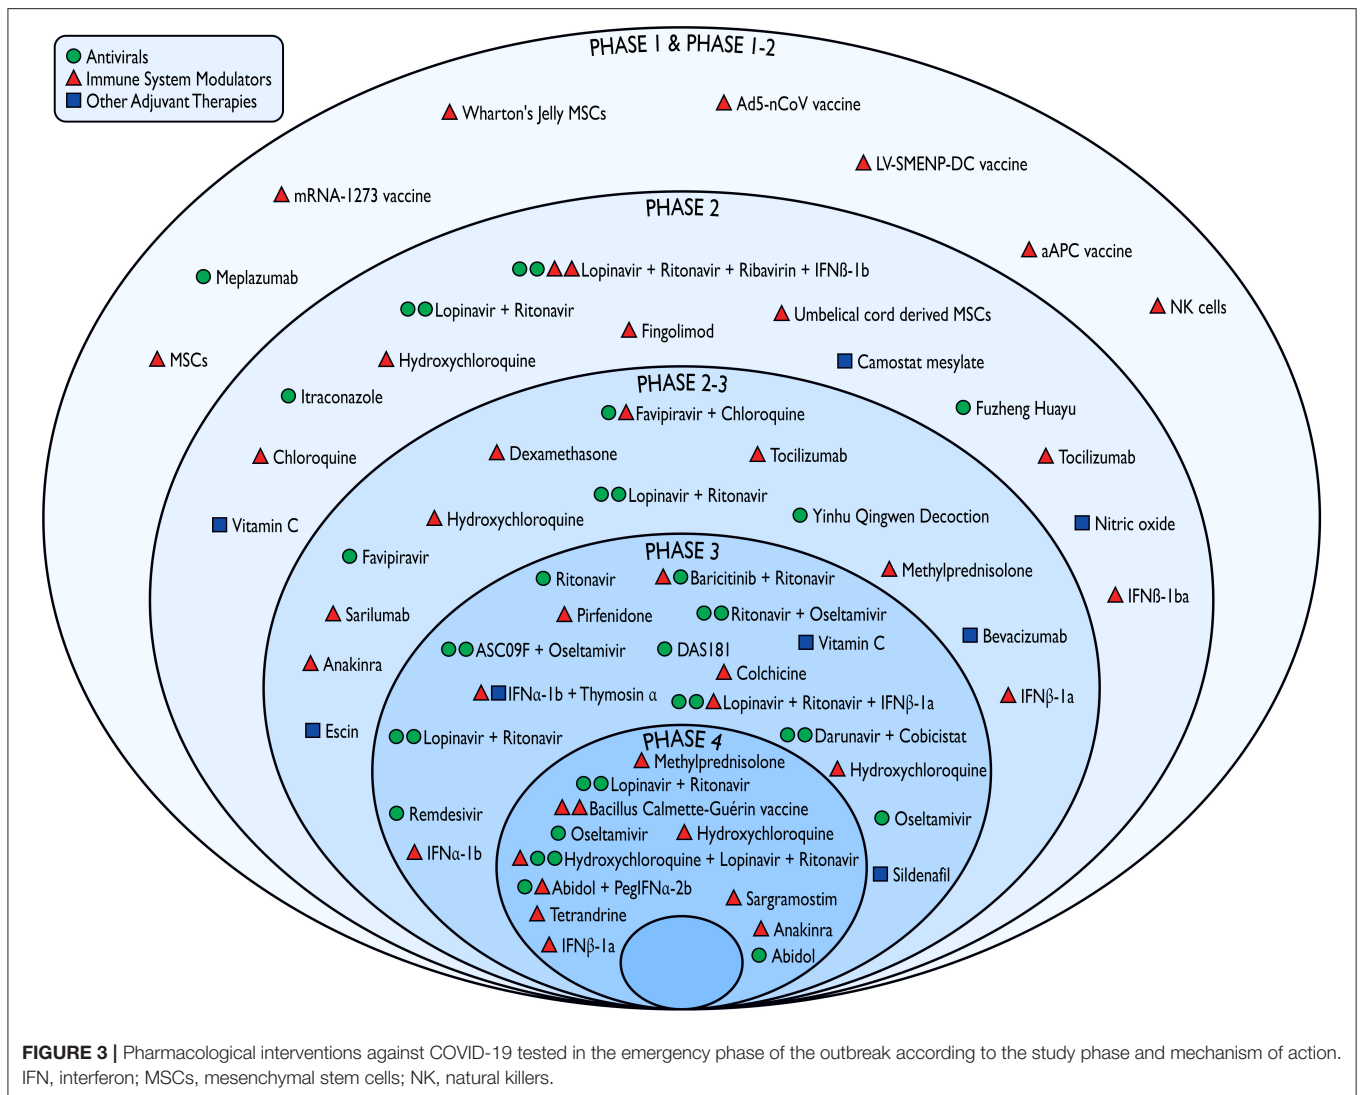 Antivirals
Immune System Modulators
Other Adjuvant Therapies
PHASE 1 & PHASE 1-2
Wharton's Jelly MSCs
Ad5-nCoV vaccine
LV-SMENP-DC vaccine
mRNA-1273 vaccine
aAPC vaccine
Meplazumab
NK cells
MSCs
PHASE 2
Lopinavir + Ritonavir + Ribavirin + IFNß-1b
Lopinavir + Ritonavir
Umbelical cord derived MSCs
Fingolimod
Hydroxychloroquine
Camostat mesylate
Itraconazole
Fuzheng Huayu
Chloroquine
Tocilizumab
Vitamin C
Nitric oxide
IFNß-1ba
PHASE 2-3
Favipiravir + Chloroquine
Dexamethasone
Tocilizumab
Lopinavir + Ritonavir
Hydroxychloroquine
Yinhu Qingwen Decoction
Favipiravir
Methylprednisolone
Sarilumab
Bevacizumab
Anakinra
IFNβ-1a
Escin
PHASE 3
Ritonavir
Baricitinib + Ritonavir
Pirfenidone
Ritonavir + Oseltamivir
ASC09F + Oseltamivir
DAS181
Vitamin C
Colchicine
IFNα-1b + Thymosin α
Lopinavir + Ritonavir + IFNβ-1a
Lopinavir + Ritonavir
Darunavir + Cobicistat
Hydroxychloroquine
Remdesivir
Oseltamivir
IFNα-1b
Sildenafil
PHASE 4
Methylprednisolone
Lopinavir + Ritonavir
Bacillus Calmette-Guérin vaccine
Oseltamivir
Hydroxychloroquine
Hydroxychloroquine + Lopinavir + Ritonavir
Abidol + PegIFNα-2b
Sargramostim
Tetrandrine
Anakinra
IFNβ-1a
Abidol
FIGURE 3 | Pharmacological interventions against COVID-19 tested in the emergency phase of the outbreak according to the study phase and mechanism of action.
IFN, interferon; MSCs, mesenchymal stem cells; NK, natural killers.